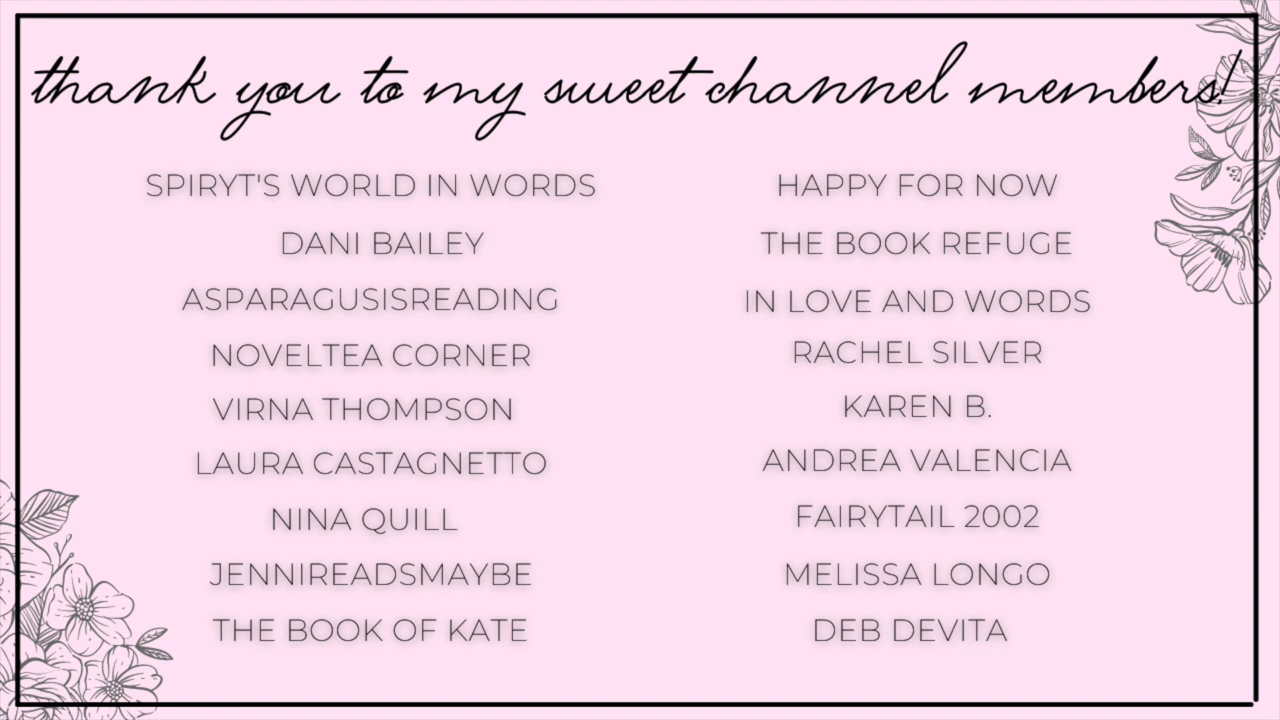 thank you to my sweet channel members!
SPIRYT'S WORLD IN WORDS
DANI BAILEY
ASPARAGUSISREADING
NOVELTEA CORNER
VIRNA THOMPSON
LAURA CASTAGNETTO
NINA QUILL
JENNIREADSMAYBE
THE BOOK OF KATE
HAPPY FOR NOW
THE BOOK REFUGE
IN LOVE AND WORDS
RACHEL SILVER
KAREN B.
ANDREA VALENCIA
FAIRYTAIL 2002
MELISSA LONGO
DEB DEVITA